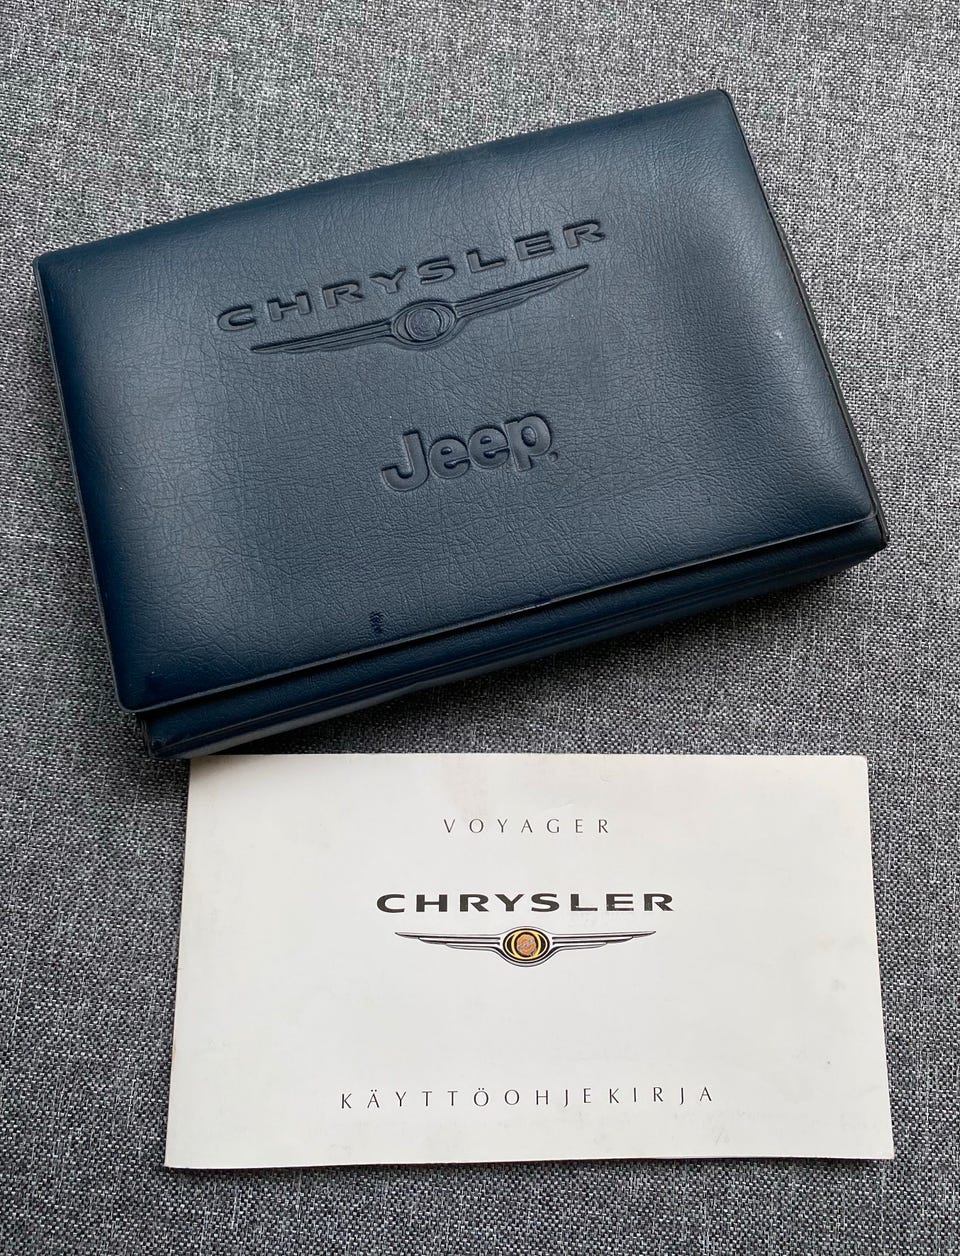 CHRYSLER
Jeep
VOYAGER
CHRYSLER
KÄYTTÖOHJEKIRJA